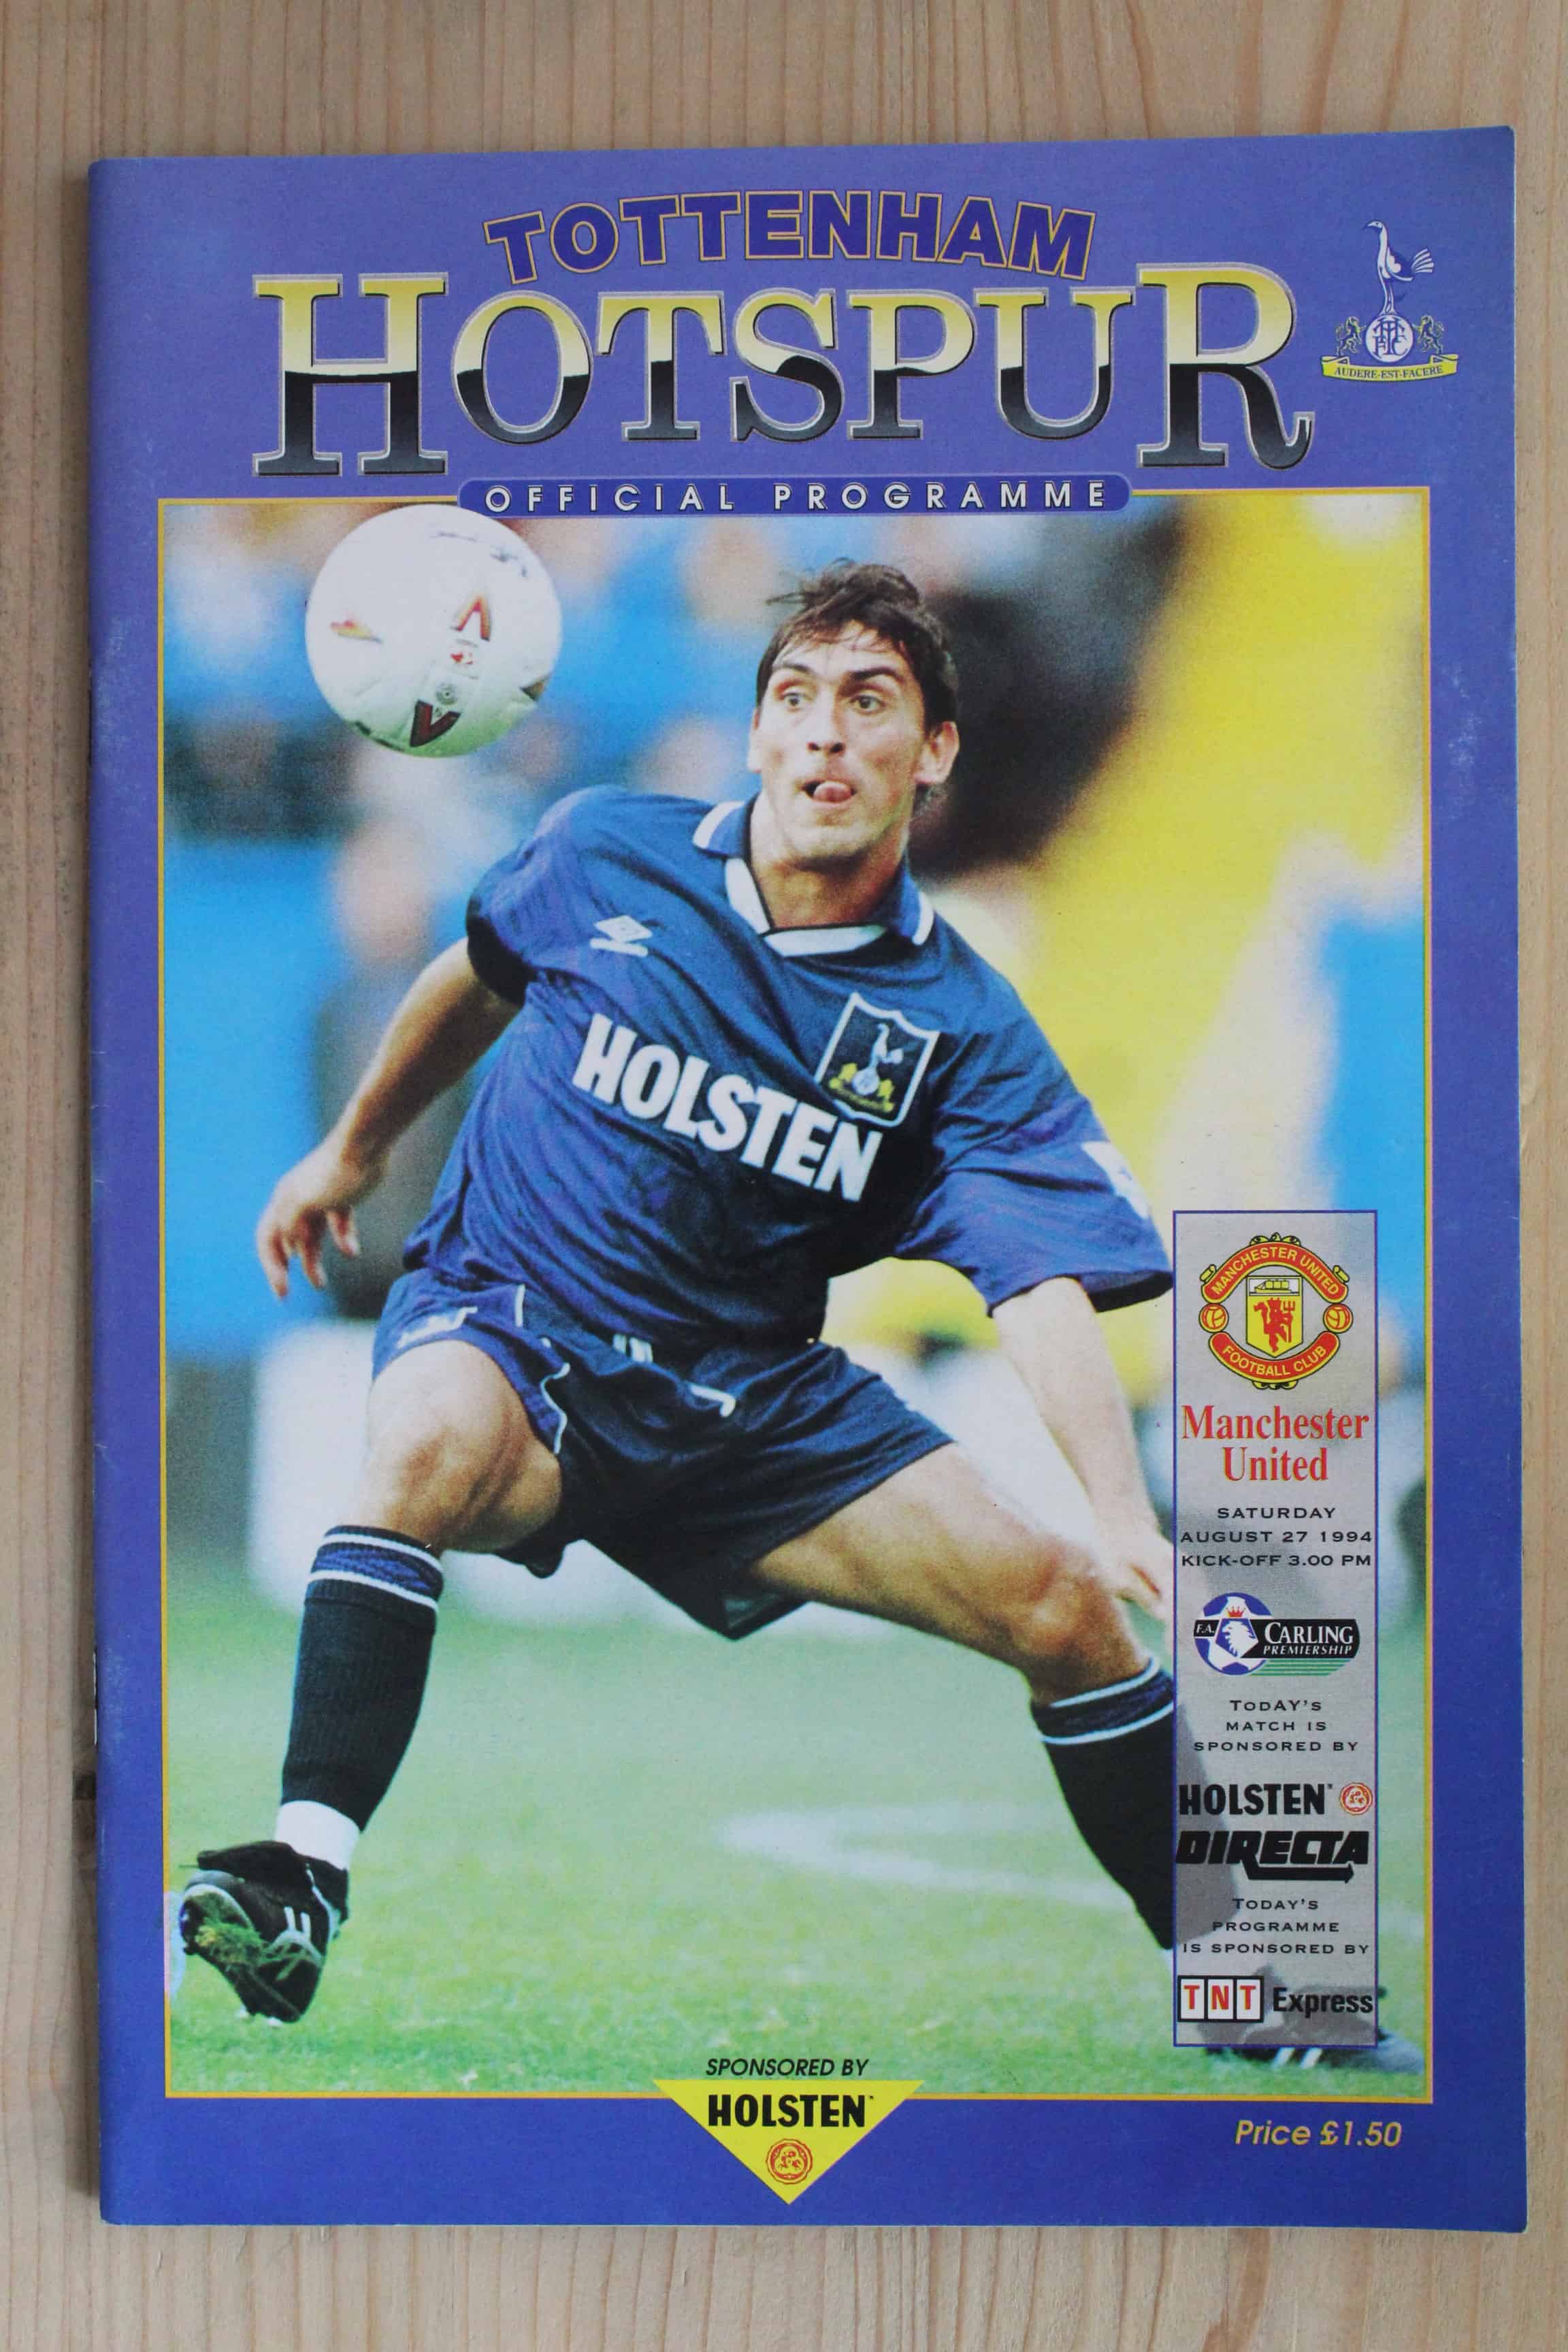 TOTTENHAM
HOTSPUR
AUDERE·EST·FACERE
OFFICIAL PROGRAMME
HOLSTEN
MANCHESTER UNITED
FOOTBALL CLUB
Manchester
United
SATURDAY
AUGUST 27 1994
KICK-OFF 3.00 PM
F.A. CARLING
PREMIERSHIP
TODAY'S
MATCH IS
SPONSORED BY
HOLSTEN
DIRECTA
TODAY'S
PROGRAMME
IS SPONSORED BY
TNT Express
SPONSORED BY
HOLSTEN
Price £1.50